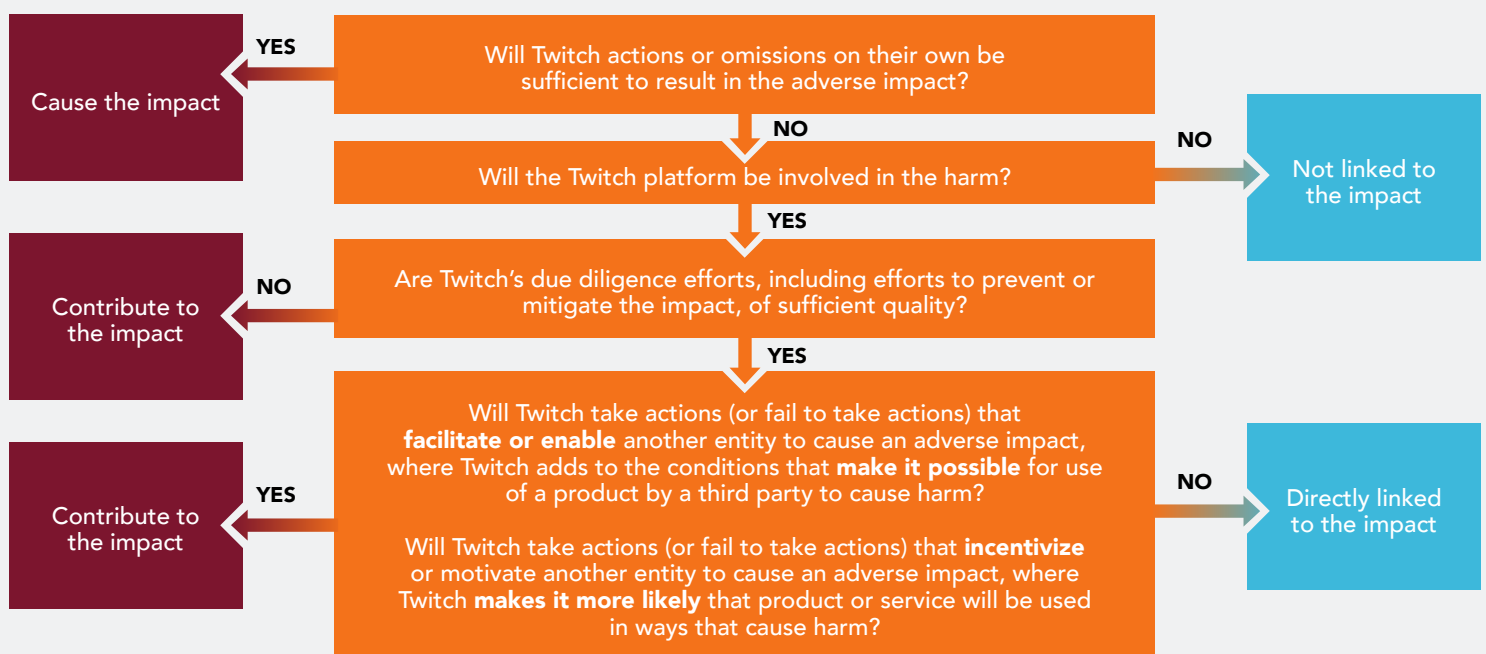 YES
Will Twitch actions or omissions on their own be
sufficient to result in the adverse impact?
Cause the impact
NO
Will the Twitch platform be involved in the harm?
NO
Not linked to
the impact
YES
Are Twitch’s due diligence efforts, including efforts to prevent or
mitigate the impact, of sufficient quality?
NO
Contribute to
the impact
YES
Will Twitch take actions (or fail to take actions) that
facilitate or enable another entity to cause an adverse impact,
where Twitch adds to the conditions that make it possible for use
of a product by a third party to cause harm?
Will Twitch take actions (or fail to take actions) that incentivize
or motivate another entity to cause an adverse impact, where
Twitch makes it more likely that product or service will be used
in ways that cause harm?
YES
Contribute to
the impact
NO
Directly linked
to the impact